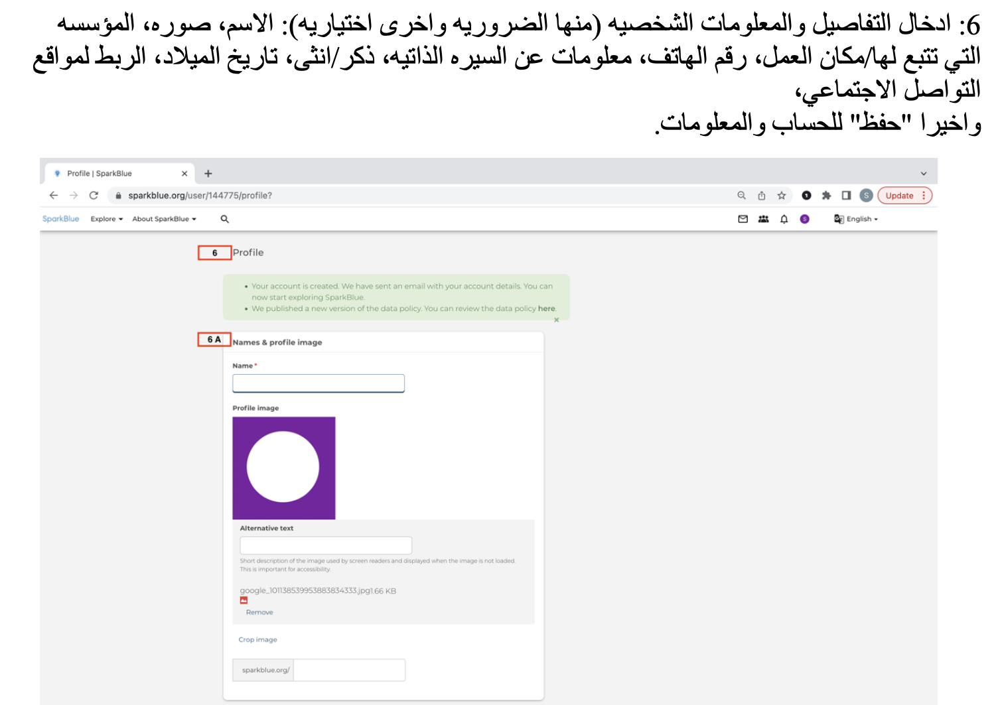 6: ادخال التفاصيل والمعلومات الشخصيه (منها الضروريه واخرى اختياريه): الاسم، صوره، المؤسسه
التي تتبع لها/مكان العمل، رقم الهاتف، معلومات عن السيره الذاتيه، ذكر/انثى، تاريخ الميلاد، الربط لمواقع
التواصل الاجتماعي،
واخيرا "حفظ" للحساب والمعلومات.
Profile | SparkBlue
sparkblue.org/user/144775/profile?
S
Update
SparkBlue Explore About SparkBlue
S
English
6 Profile
• Your account is created. We have sent an email with your account details. You can
now start exploring SparkBlue.
• We published a new version of the data policy. You can review the data policy here.
6 A Names & profile image
Name *
Profile image
Alternative text
Short description of the image used by screen readers and displayed when the image is not loaded.
This is important for accessibility.
google_101138539953883834333.jpg1.66 KB
Remove
Crop image
sparkblue.org/